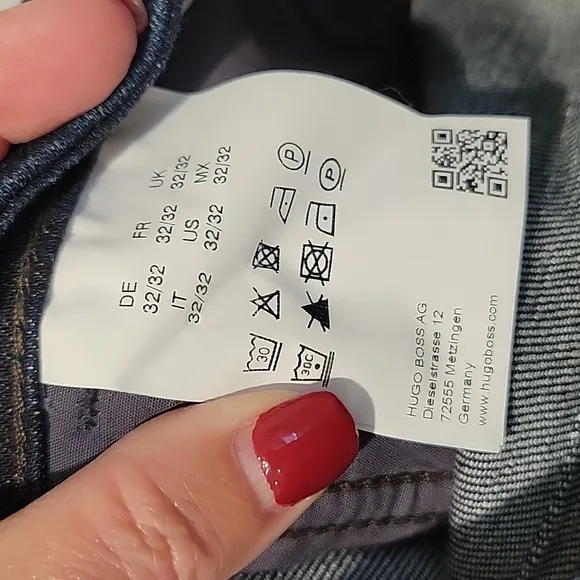 DE FR UK
32/32 32/32 32/32
IT US MX
32/32 32/32 32/32
P
P
30
30C
HUGO BOSS AG
Dieselstrasse 12
72555 Metzingen
Germany
www.hugoboss.com